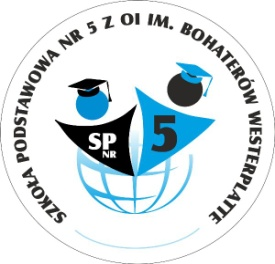 SZKOŁA PODSTAWOWA NR 5 Z OI IM. BOHATERÓW WESTERPLATTE
SP 5
NR